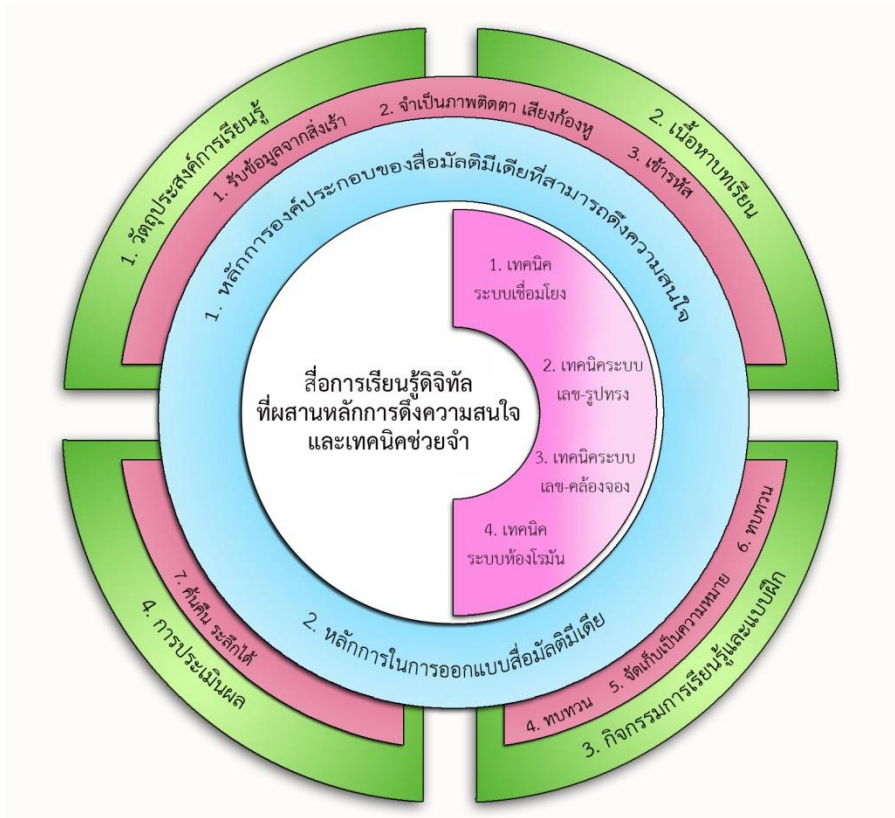 1. วัตถุประสงค์การเรียนรู้
2. เนื้อหาบทเรียน
3. กิจกรรมการเรียนรู้และแบบฝึก
4. การประเมินผล
1. รับข้อมูลจากสิ่งเร้า
2. จำเป็นภาพติดตา เสียงก้องหู
3. เข้ารหัส
4. ทบทวน
5. จัดเก็บเป็นความหมาย
6. ทบทวน
7. ค้นคืน ระลึกได้
1. หลักการองค์ประกอบของสื่อมัลติมีเดียที่สามารถดึงความสนใจ
2. หลักการในการออกแบบสื่อมัลติมีเดีย
สื่อการเรียนรู้ดิจิทัล
ที่ผสานหลักการดึงความสนใจ
และเทคนิคช่วยจำ
1. เทคนิค
ระบบเชื่อมโยง
2. เทคนิคระบบ
เลข-รูปทรง
3. เทคนิคระบบ
เลข-คล้องจอง
4. เทคนิค
ระบบห้องโรมัน